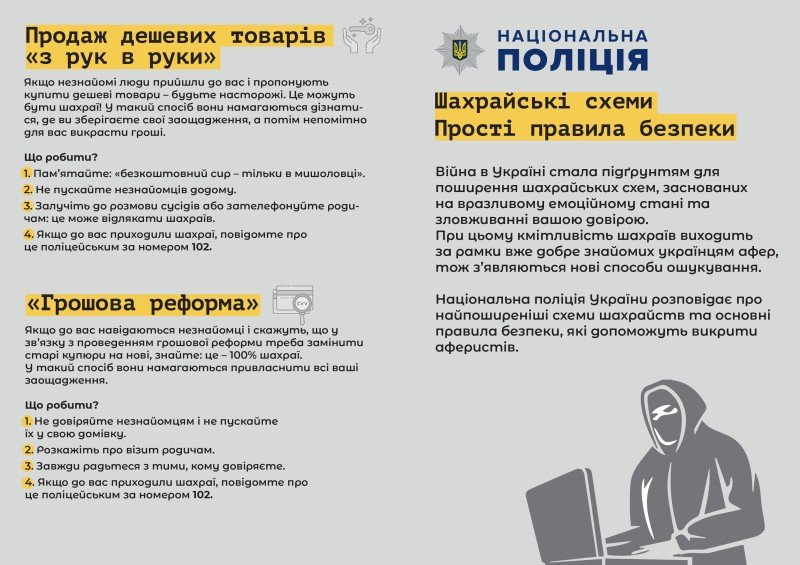 Продаж дешевих товарів
«з рук в руки»
Якщо незнайомі люди прийшли до вас і пропонують
купити дешеві товари – будьте насторожі. Це можуть
бути шахраї! У такий спосіб вони намагаються дізнати-
ся, де ви зберігаєте свої заощадження, а потім непомітно
для вас викрасти гроші.
Що робити?
1. Пам’ятайте: «безкоштовний сир – тільки в мишоловці».
2. Не пускайте незнайомців додому.
3. Залучіть до розмови сусідів або зателефонуйте роди-
чам: це може відлякати шахраїв.
4. Якщо до вас приходили шахраї, повідомте про
це поліцейським за номером 102.
«Грошова реформа»
CVV
Якщо до вас навідаються незнайомці і скажуть, що у
зв’язку з проведенням грошової реформи треба замінити
старі купюри на нові, знайте: це – 100% шахраї.
У такий спосіб вони намагаються привласнити всі ваші
заощадження.
Що робити?
1. Не довіряйте незнайомцям і не пускайте
їх у свою домівку.
2. Розкажіть про візит родичам.
3. Завжди радьтеся з тими, кому довіряєте.
4. Якщо до вас приходили шахраї, повідомте про
це поліцейським за номером 102.
НАЦІОНАЛЬНА
ПОЛІЦІЯ
Шахрайські схеми
Прості правила безпеки
Війна в Україні стала підґрунтям для
поширення шахрайських схем, заснованих
на вразливому емоційному стані та
зловживанні вашою довірою.
При цьому кмітливість шахраїв виходить
за рамки вже добре знайомих українцям афер,
тож з’являються нові способи ошукування.
Національна поліція України розповідає про
найпоширеніші схеми шахрайств та основні
правила безпеки, які допоможуть викрити
аферистів.